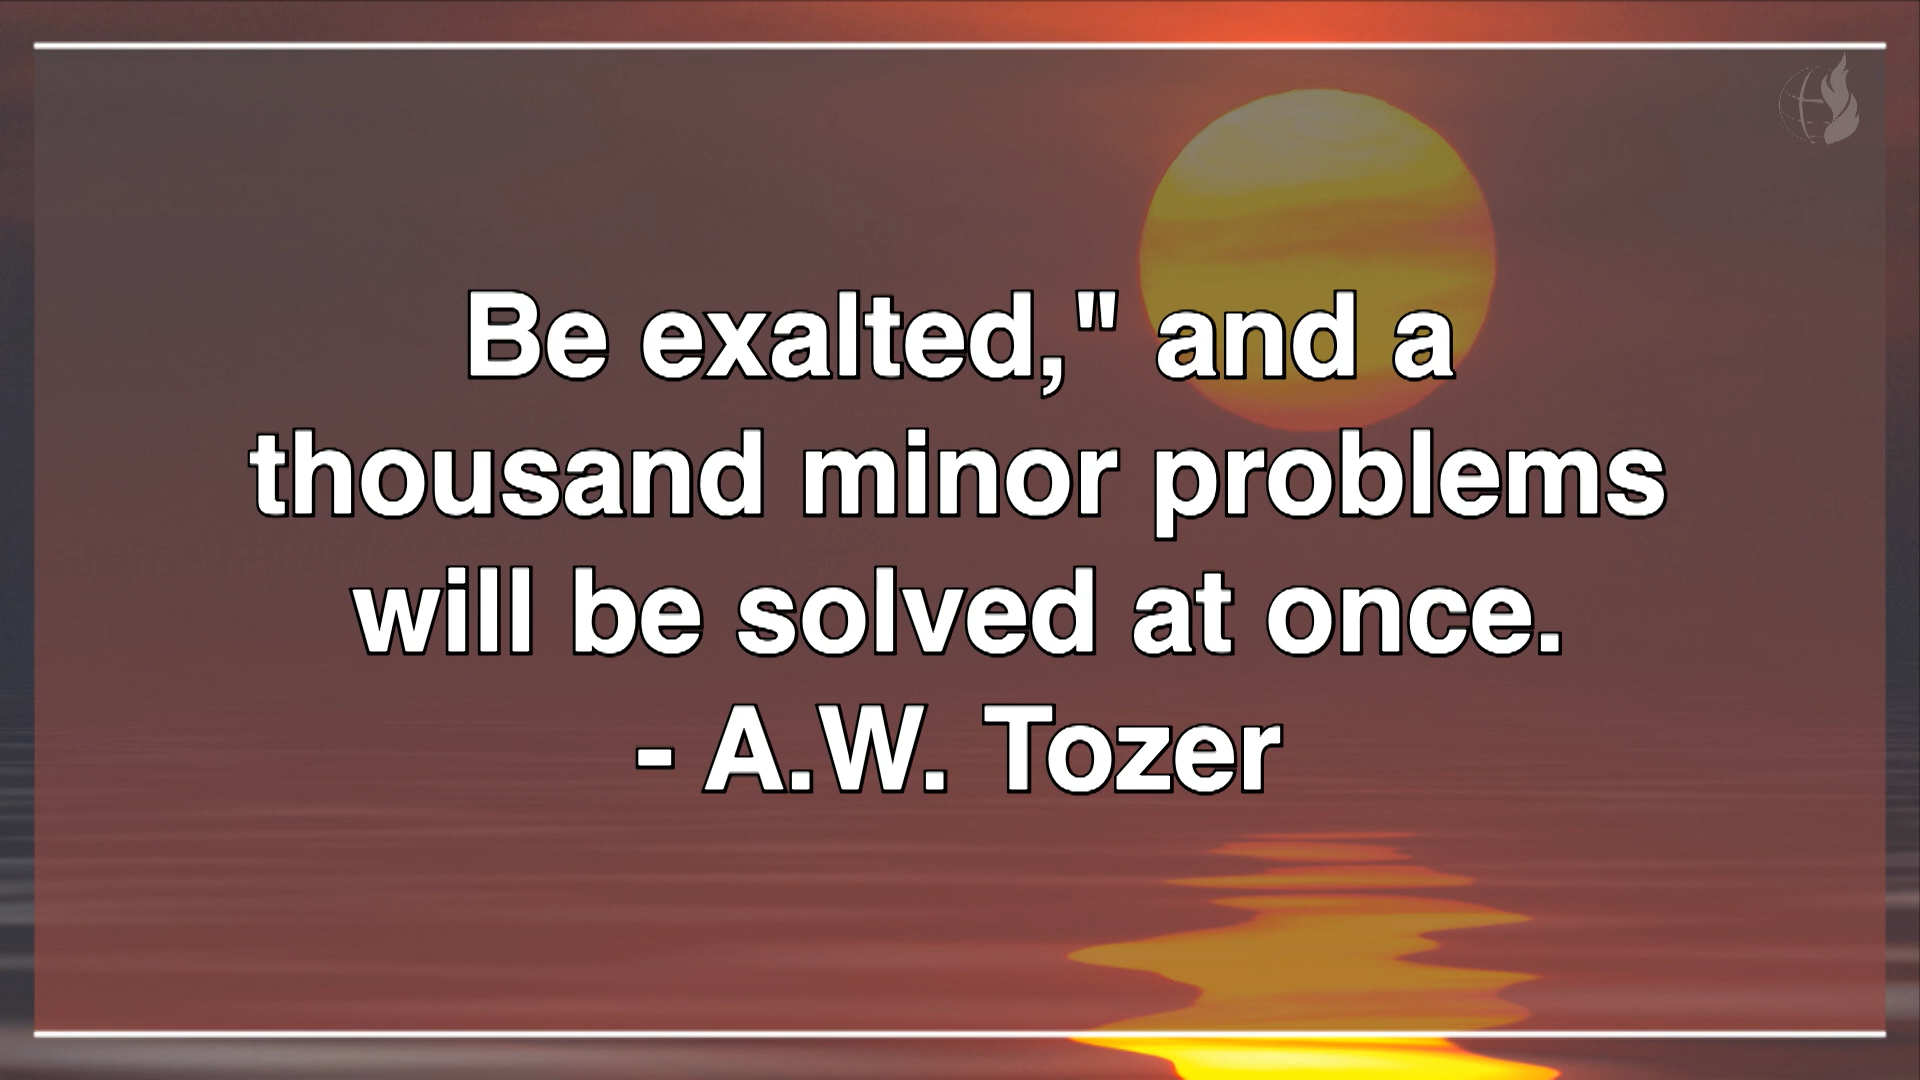 Be exalted," and a
thousand minor problems
will be solved at once.
- A.W. Tozer